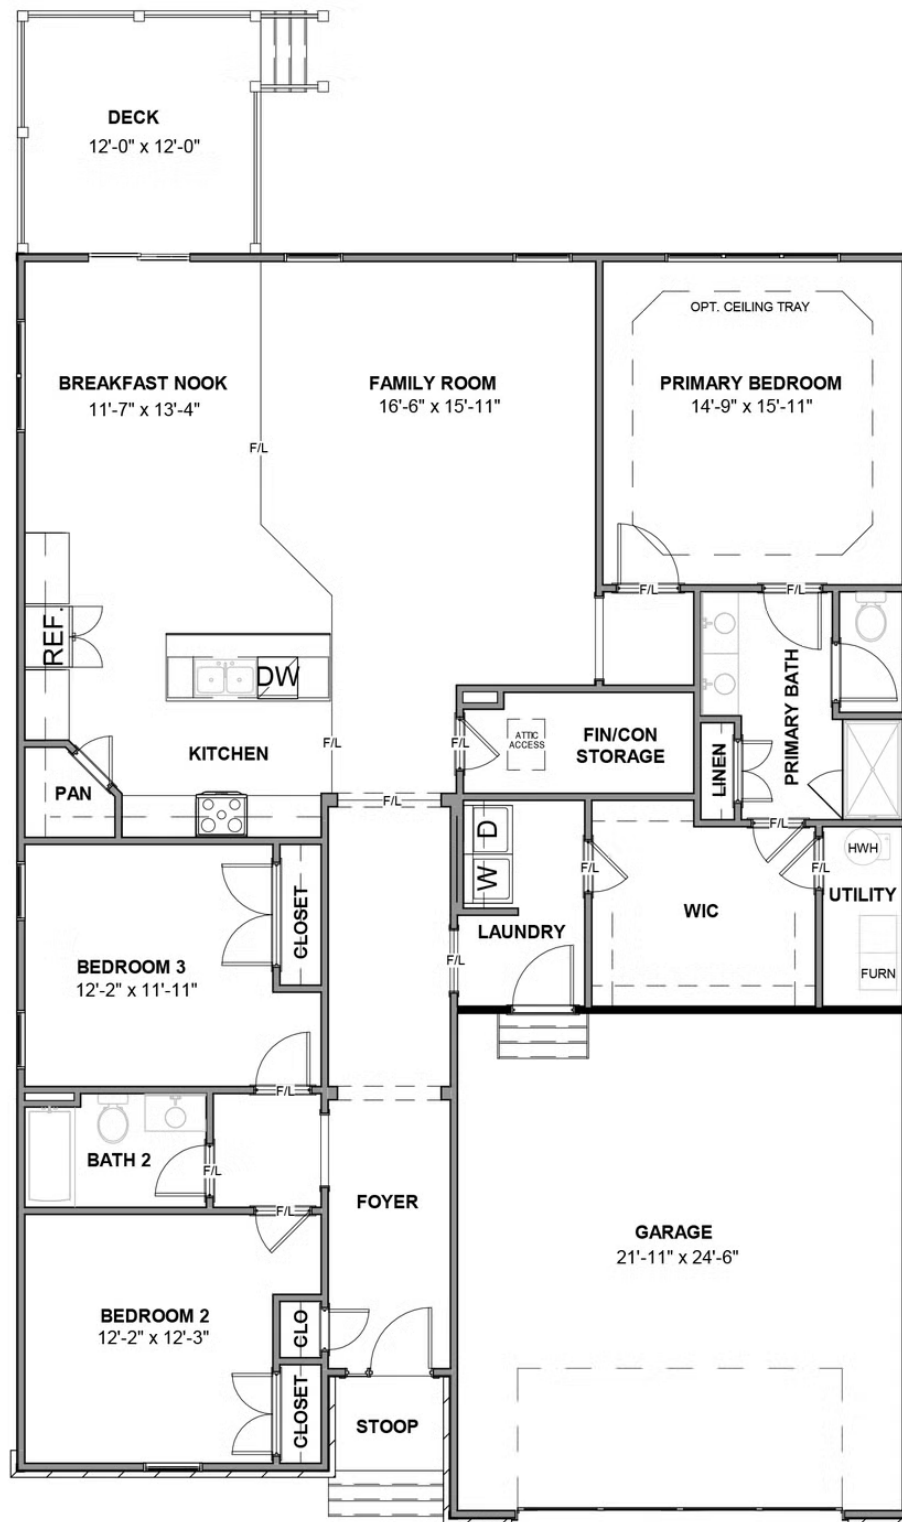 DECK
12'-0" x 12'-0"
OPT. CEILING TRAY
BREAKFAST NOOK
11'-7" x 13'-4"
FAMILY ROOM
16'-6" x 15'-11"
PRIMARY BEDROOM
14'-9" x 15'-11"
F/L
F/L
F/L
REF.
DW
PRIMARY BATH
KITCHEN
F/L
F/L
ATTIC
ACCESS
FIN/CON
STORAGE
LINEN
PAN
F/L
F/L
D
W
HWH
F/L
F/L
UTILITY
CLOSET
WIC
LAUNDRY
F/L
BEDROOM 3
12'-2" x 11'-11"
FURN
F/L
BATH 2
F/L
F/L
FOYER
GARAGE
21'-11" x 24'-6"
BEDROOM 2
12'-2" x 12'-3"
CLO
CLOSET
STOOP